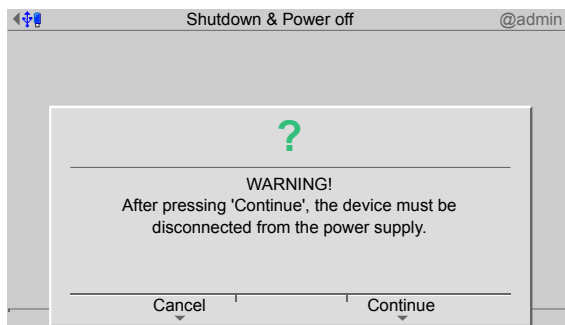 Shutdown & Power off
@admin
?
WARNING!
After pressing 'Continue', the device must be
disconnected from the power supply.
Cancel
Continue